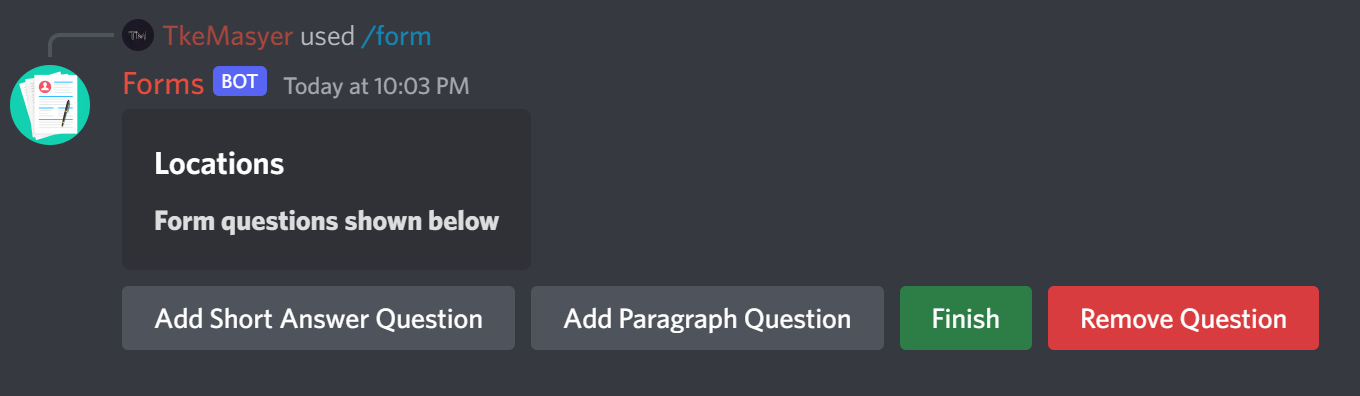 TkeMasyer used /form
Forms BOT Today at 10:03 PM
Locations
Form questions shown below
Add Short Answer Question Add Paragraph Question Finish Remove Question